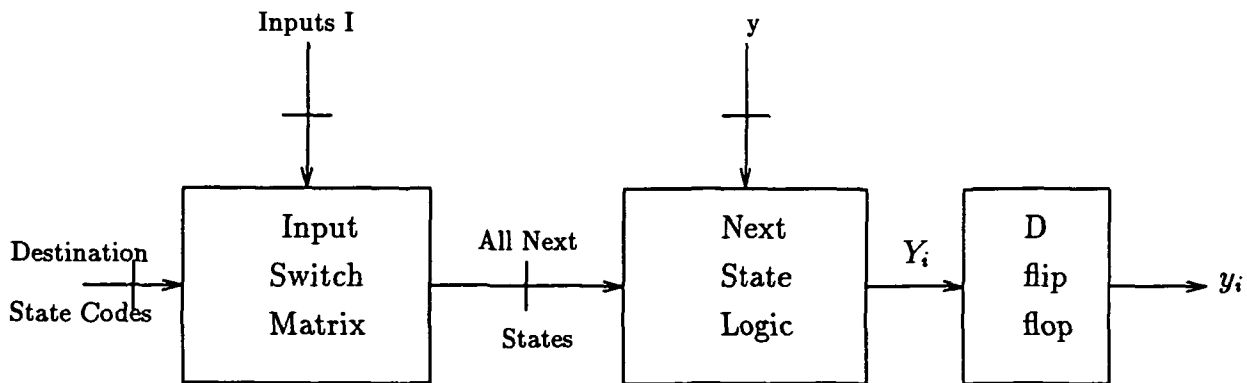 Inputs I
y
Destination
State Codes
Input
Switch
Matrix
All Next
States
Next
State
Logic
Y_i
D
flip
flop
y_i